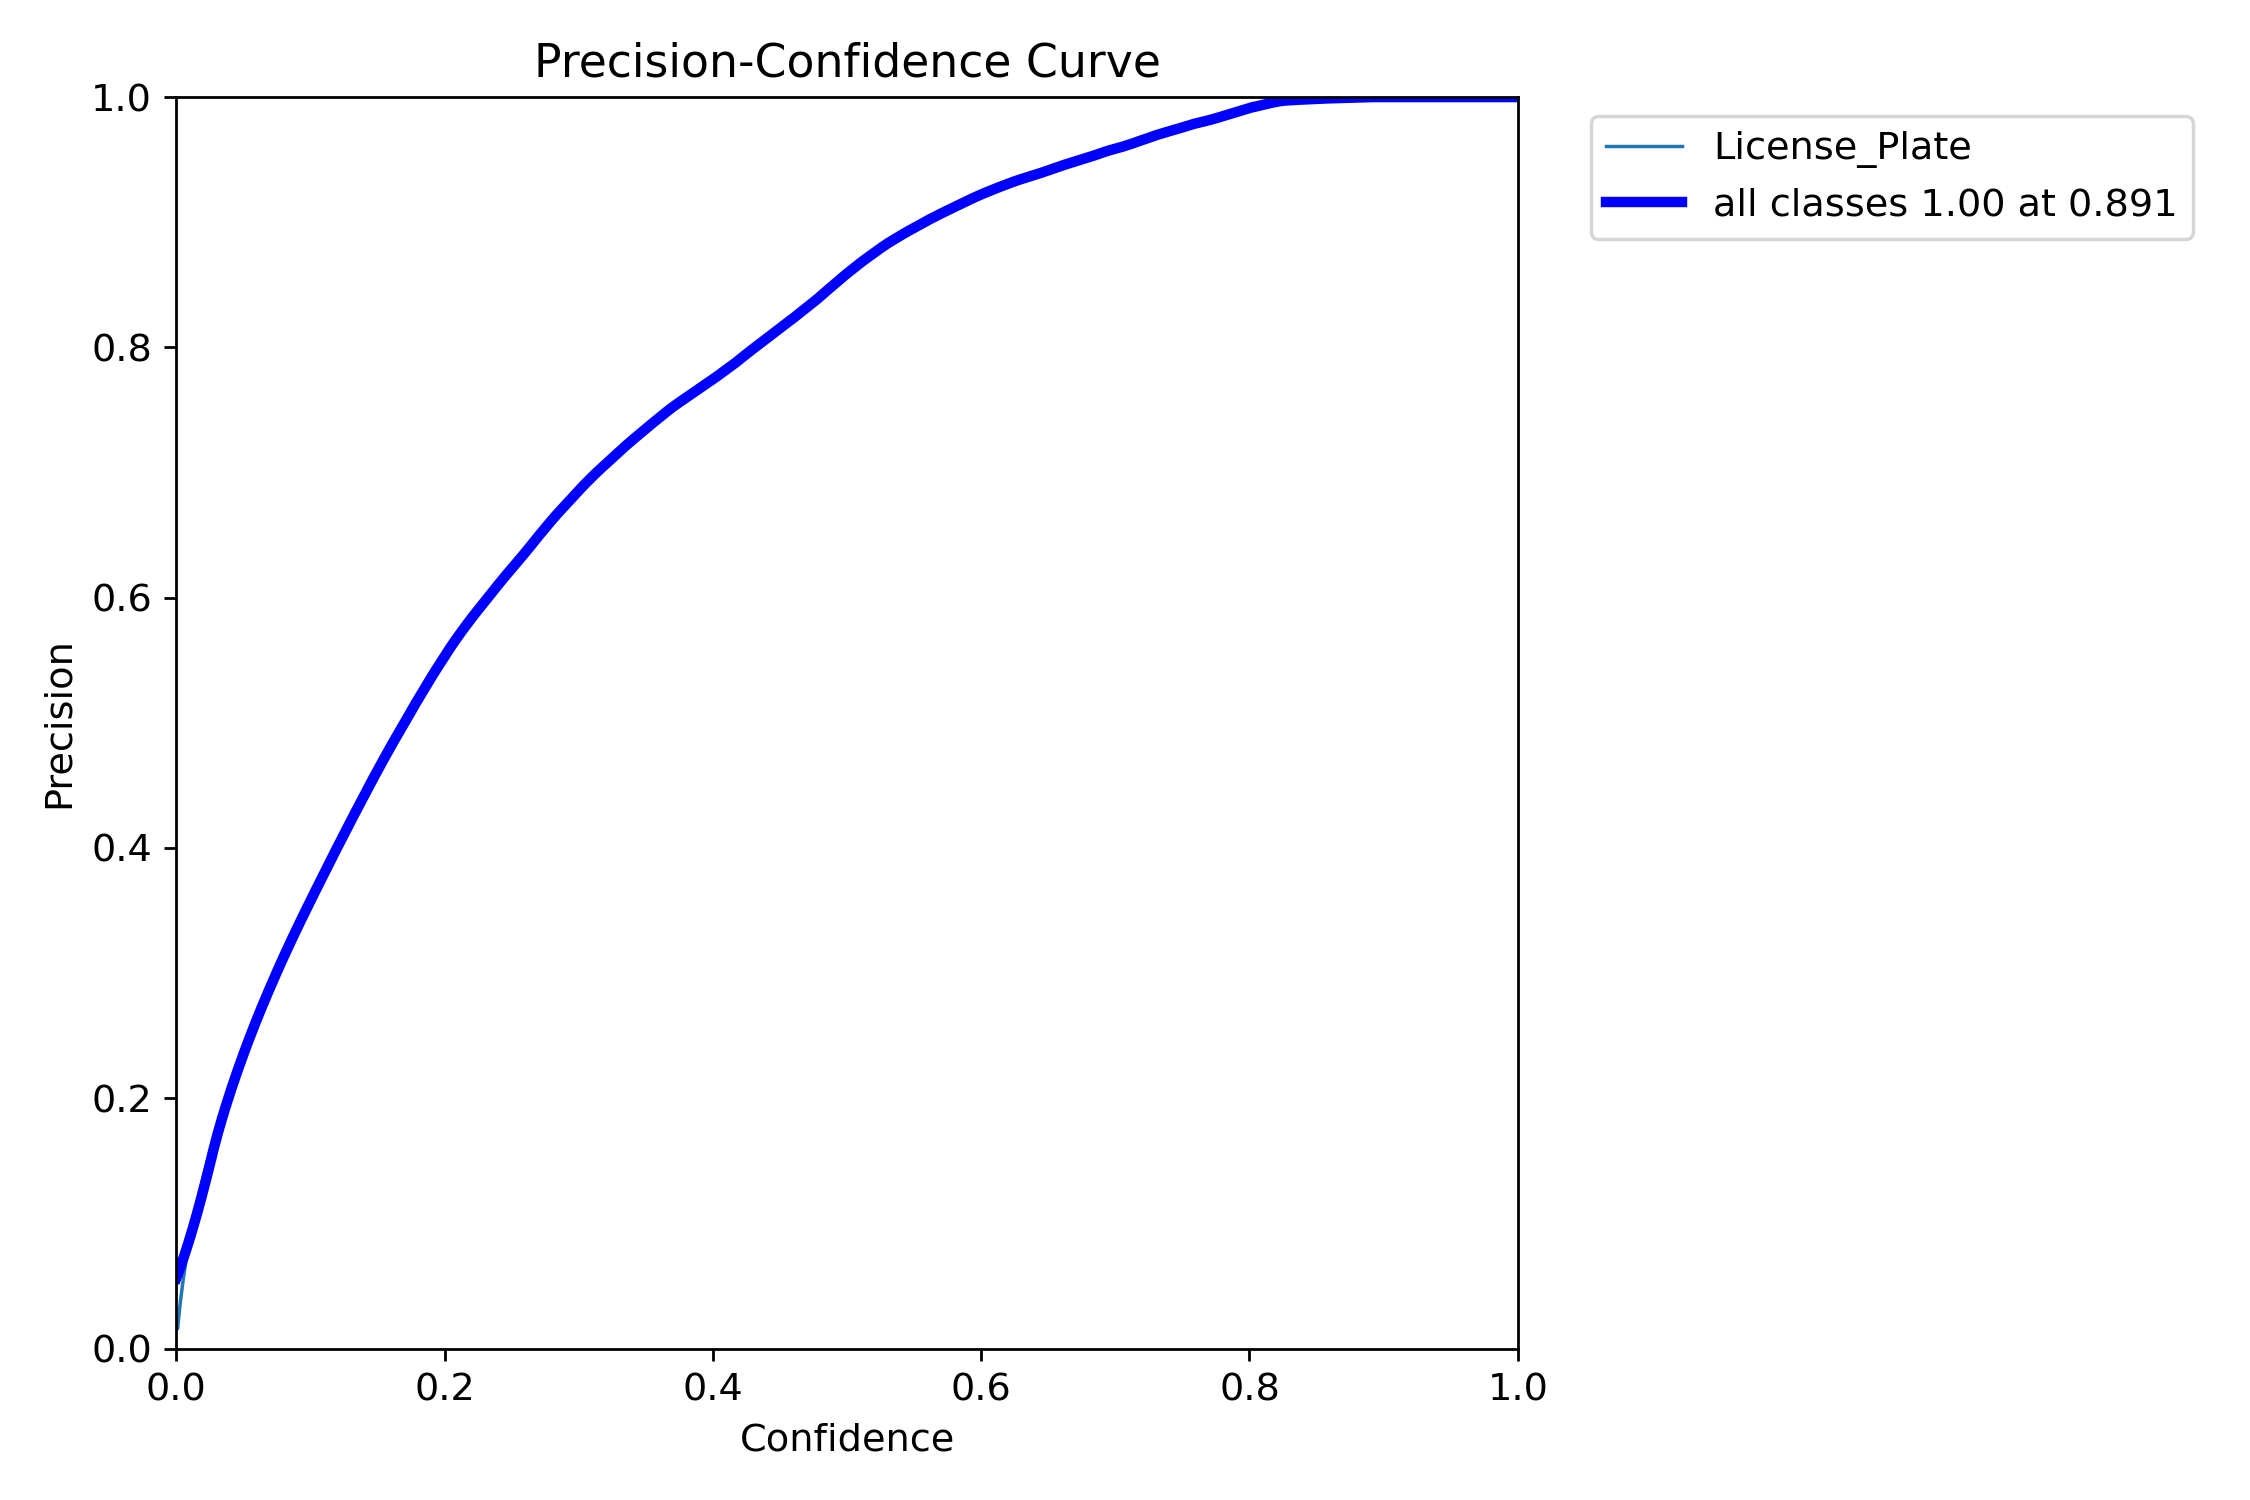 Precision-Confidence Curve
1.0
0.8
0.6
0.4
0.2
0.0
Precision
0.0 0.2 0.4 0.6 0.8 1.0
Confidence
License_Plate
all classes 1.00 at 0.891